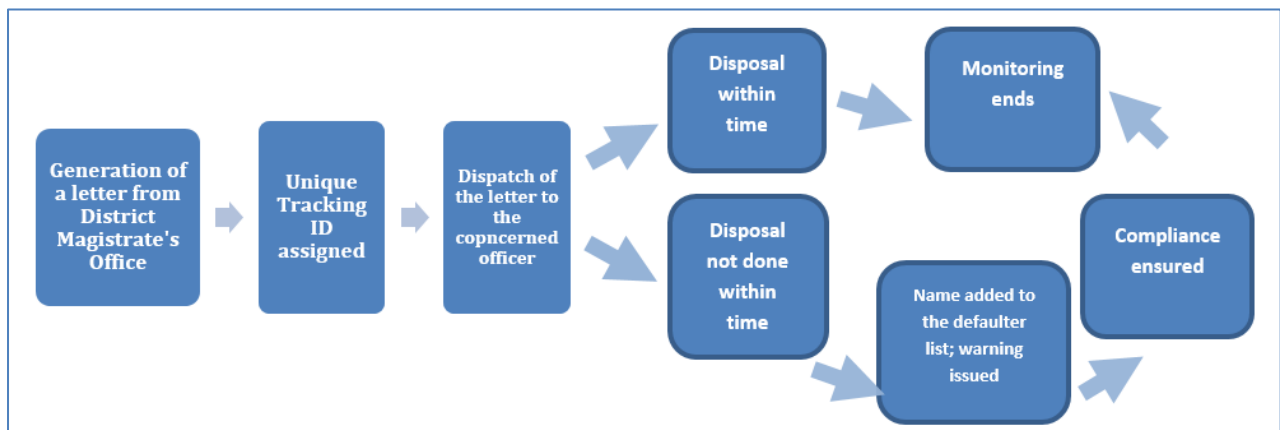 Generation of
a letter from
District
Magistrate's
Office
Unique
Tracking
ID
assigned
Dispatch of
the letter to
the
copncerned
officer
Disposal
within
time
Monitoring
ends
Disposal
not done
within
time
Name added to
the defaulter
list; warning
issued
Compliance
ensured